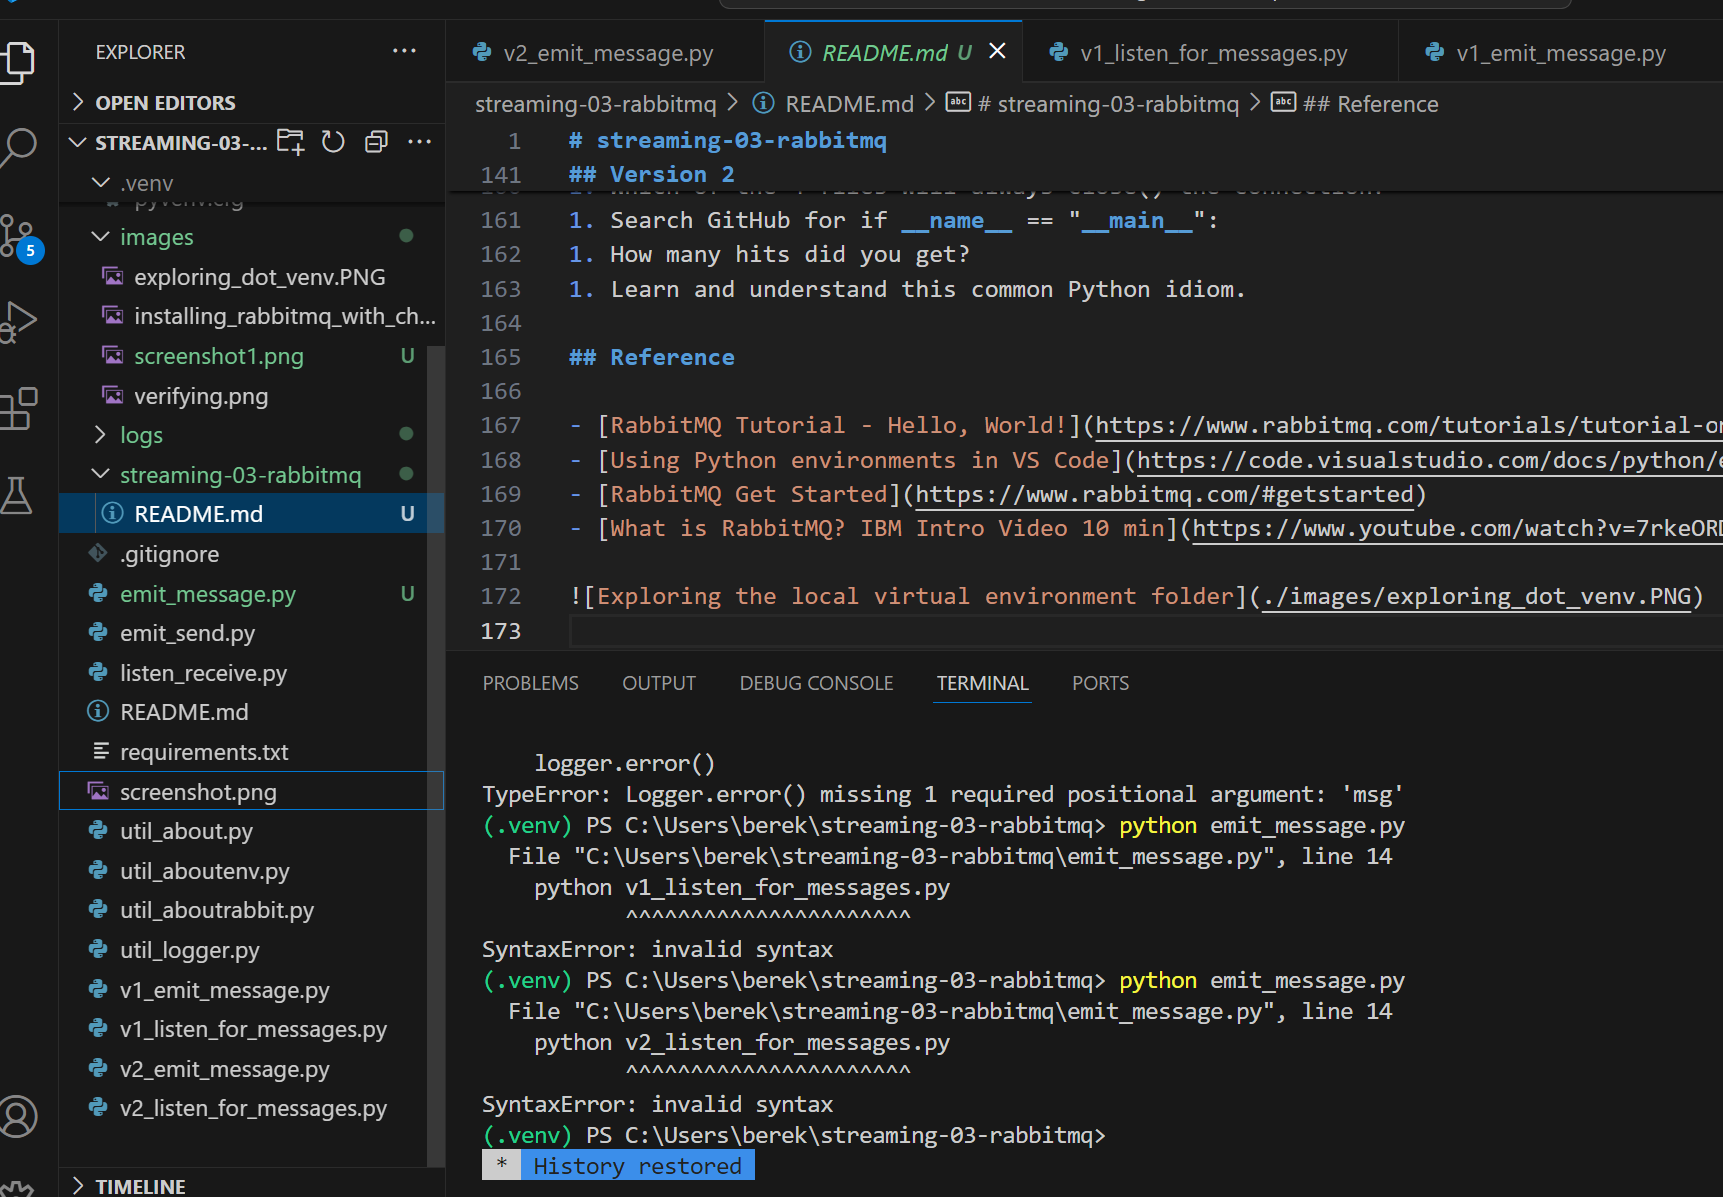 EXPLORER
OPEN EDITORS
STREAMING-03-...
.venv
pyvenv.cfg
images
exploring_dot_venv.PNG
installing_rabbitmq_with_ch...
screenshot1.png U
verifying.png
logs
streaming-03-rabbitmq
README.md U
.gitignore
emit_message.py U
emit_send.py
listen_receive.py
README.md
requirements.txt
screenshot.png
util_about.py
util_aboutenv.py
util_aboutrabbit.py
util_logger.py
v1_emit_message.py
v1_listen_for_messages.py
v2_emit_message.py
v2_listen_for_messages.py
TIMELINE
5
v2_emit_message.py README.md U v1_listen_for_messages.py v1_emit_message.py
streaming-03-rabbitmq > README.md > # streaming-03-rabbitmq > ## Reference
1 # streaming-03-rabbitmq
141 ## Version 2
161 1. Search GitHub for if __name__ == "__main__":
162 1. How many hits did you get?
163 1. Learn and understand this common Python idiom.
164
165 ## Reference
166
167 - [RabbitMQ Tutorial - Hello, World!](https://www.rabbitmq.com/tutorials/tutorial-on
168 - [Using Python environments in VS Code](https://code.visualstudio.com/docs/python/e
169 - [RabbitMQ Get Started](https://www.rabbitmq.com/#getstarted)
170 - [What is RabbitMQ? IBM Intro Video 10 min](https://www.youtube.com/watch?v=7rkeORD
171
172 ![Exploring the local virtual environment folder](./images/exploring_dot_venv.PNG)
173
PROBLEMS OUTPUT DEBUG CONSOLE TERMINAL PORTS
logger.error()
TypeError: Logger.error() missing 1 required positional argument: 'msg'
(.venv) PS C:\Users\berek\streaming-03-rabbitmq> python emit_message.py
File "C:\Users\berek\streaming-03-rabbitmq\emit_message.py", line 14
python v1_listen_for_messages.py
^^^^^^^^^^^^^^^^^^^^^^
SyntaxError: invalid syntax
(.venv) PS C:\Users\berek\streaming-03-rabbitmq> python emit_message.py
File "C:\Users\berek\streaming-03-rabbitmq\emit_message.py", line 14
python v2_listen_for_messages.py
^^^^^^^^^^^^^^^^^^^^^^
SyntaxError: invalid syntax
(.venv) PS C:\Users\berek\streaming-03-rabbitmq>
* History restored